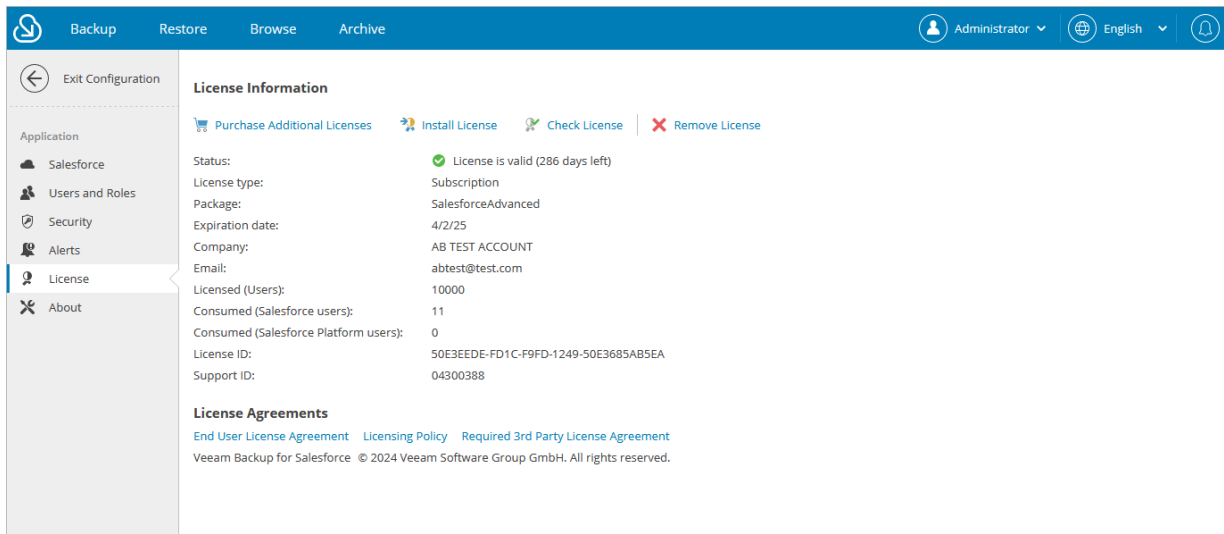 Backup Restore Browse Archive Administrator English
Exit Configuration
Application
Salesforce
Users and Roles
Security
Alerts
License
About
License Information
Purchase Additional Licenses Install License Check License Remove License
Status: License is valid (286 days left)
License type: Subscription
Package: SalesforceAdvanced
Expiration date: 4/2/25
Company: AB TEST ACCOUNT
Email: abtest@test.com
Licensed (Users): 10000
Consumed (Salesforce users): 11
Consumed (Salesforce Platform users): 0
License ID: 50E3EEDE-FD1C-F9FD-1249-50E3685AB5EA
Support ID: 04300388
License Agreements
End User License Agreement Licensing Policy Required 3rd Party License Agreement
Veeam Backup for Salesforce © 2024 Veeam Software Group GmbH. All rights reserved.